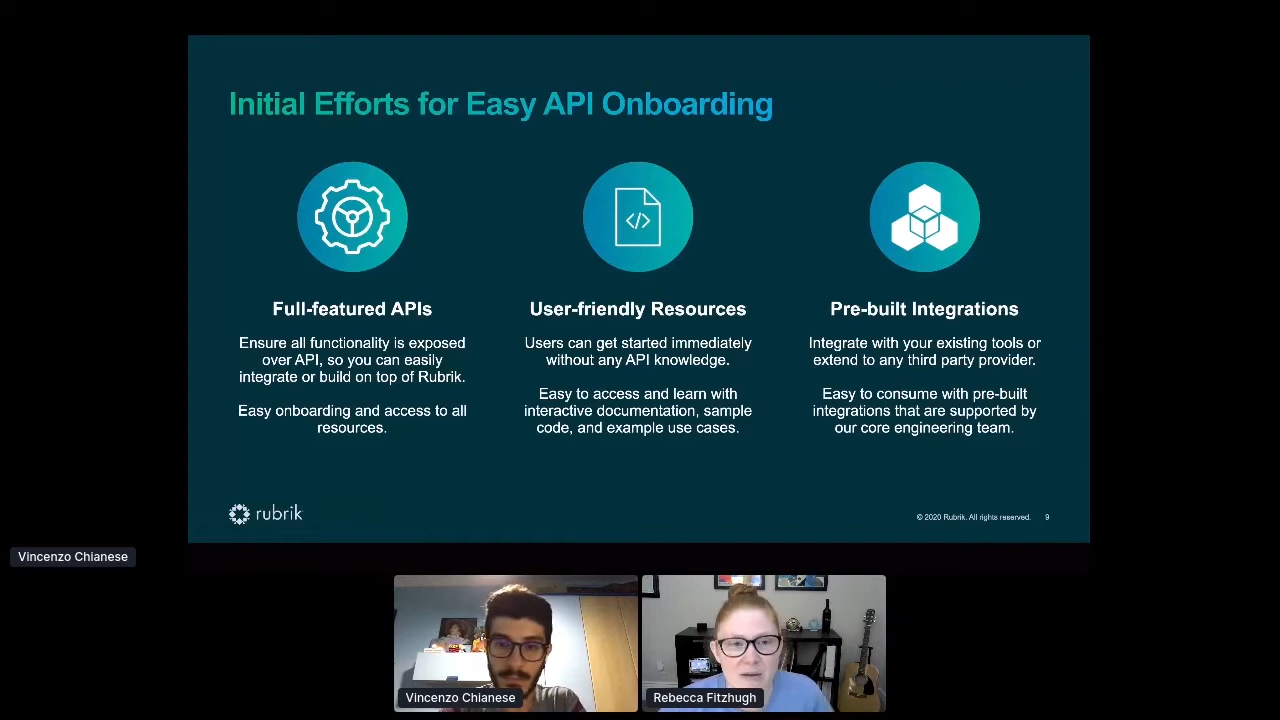 Initial Efforts for Easy API Onboarding
</>
Full-featured APIs
Ensure all functionality is exposed
over API, so you can easily
integrate or build on top of Rubrik.
Easy onboarding and access to all
resources.
User-friendly Resources
Users can get started immediately
without any API knowledge.
Easy to access and learn with
interactive documentation, sample
code, and example use cases.
Pre-built Integrations
Integrate with your existing tools or
extend to any third party provider.
Easy to consume with pre-built
integrations that are supported by
our core engineering team.
rubrik
© 2020 Rubrik. All rights reserved. 9
Vincenzo Chianese
Vincenzo Chianese
Rebecca Fitzhugh